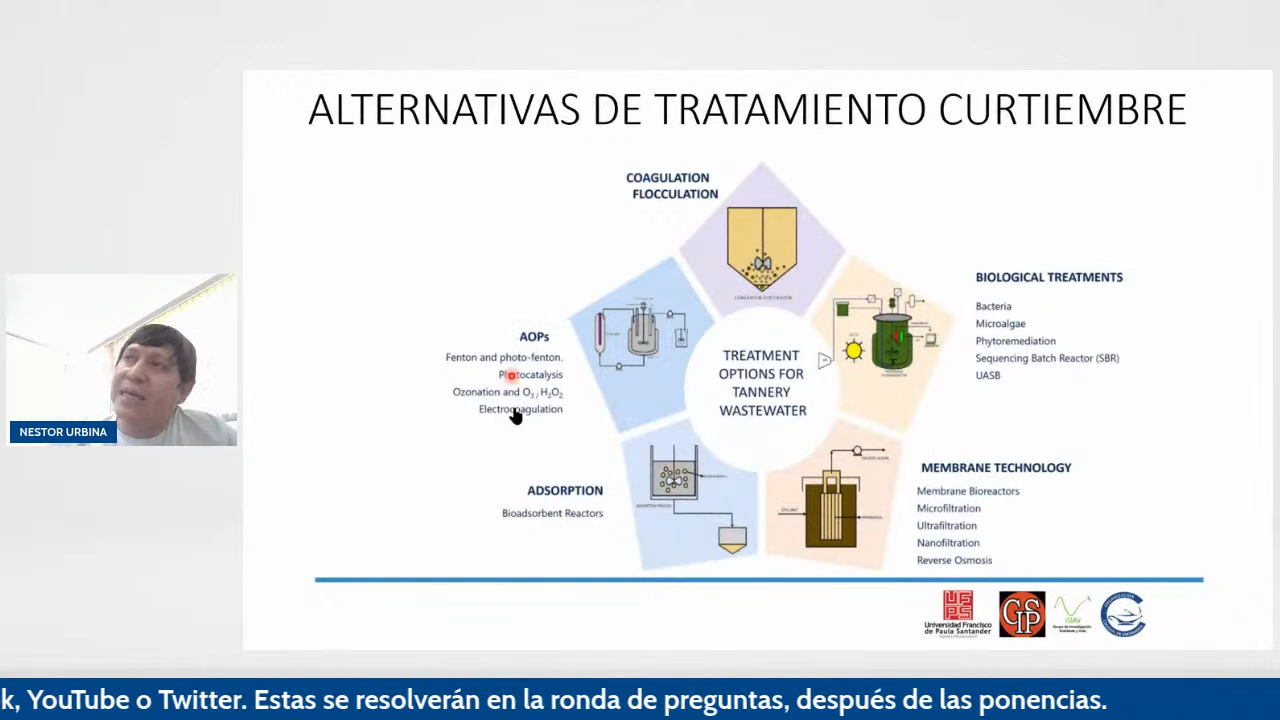 ALTERNATIVAS DE TRATAMIENTO CURTIEMBRE
COAGULATION
FLOCCULATION
BIOLOGICAL TREATMENTS
Bacteria
Microalgae
Phytoremediation
Sequencing Batch Reactor (SBR)
UASB
AOPs
Fenton and photo-fenton.
Photocatalysis
Ozonation and O3 / H2O2
Electrocoagulation
TREATMENT
OPTIONS FOR
TANNERY
WASTEWATER
ADSORPTION
Bioadsorbent Reactors
MEMBRANE TECHNOLOGY
Membrane Bioreactors
Microfiltration
Ultrafiltration
Nanofiltration
Reverse Osmosis
NESTOR URBINA
UFPS
Universidad Francisco
de Paula Santander
GIAV
k, YouTube o Twitter. Estas se resolverán en la ronda de preguntas, después de las ponencias.